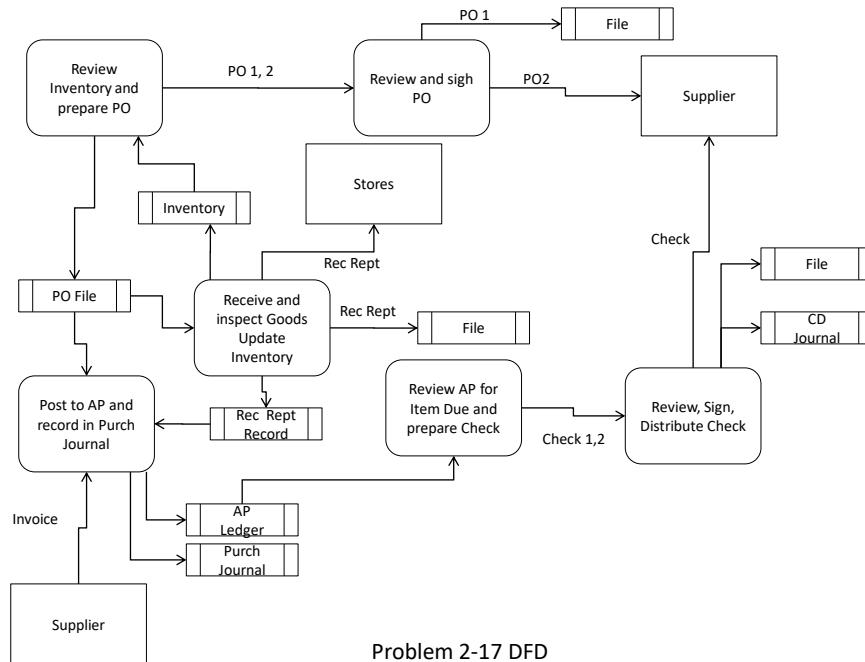 PO 1
File
Review
Inventory and
prepare PO
PO 1, 2
Review and sigh
PO
PO2
Supplier
Stores
Inventory
Check
Rec Rept
File
PO File
Receive and
inspect Goods
Update
Inventory
Rec Rept
File
CD
Journal
Post to AP and
record in Purch
Journal
Rec Rept
Record
Review AP for
Item Due and
prepare Check
Check 1,2
Review, Sign,
Distribute Check
Invoice
AP
Ledger
Purch
Journal
Supplier
Problem 2-17 DFD